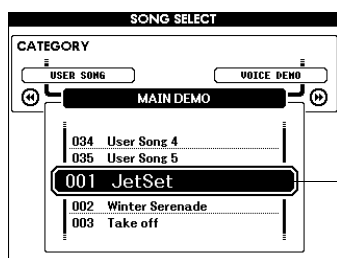 SONG SELECT
CATEGORY
USER SONG VOICE DEMO
MAIN DEMO
034 User Song 4
035 User Song 5
001 JetSet
002 Winter Serenade
003 Take off